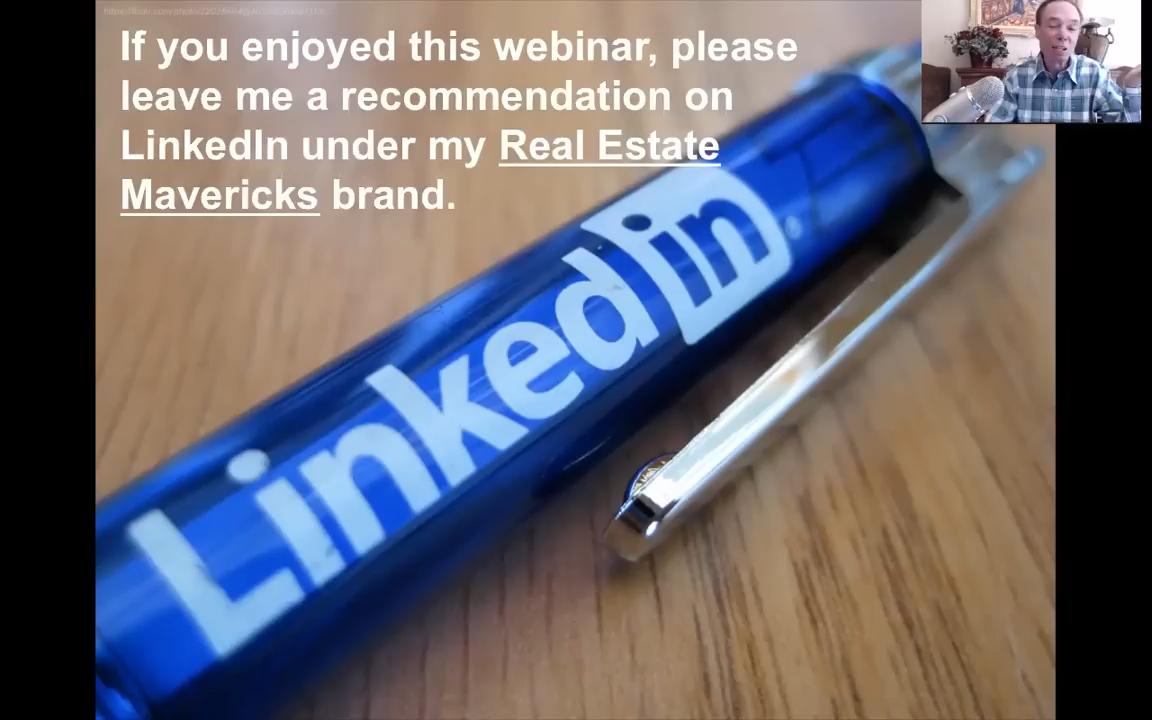 If you enjoyed this webinar, please
leave me a recommendation on
LinkedIn under my Real Estate
Mavericks brand.
Linkedin